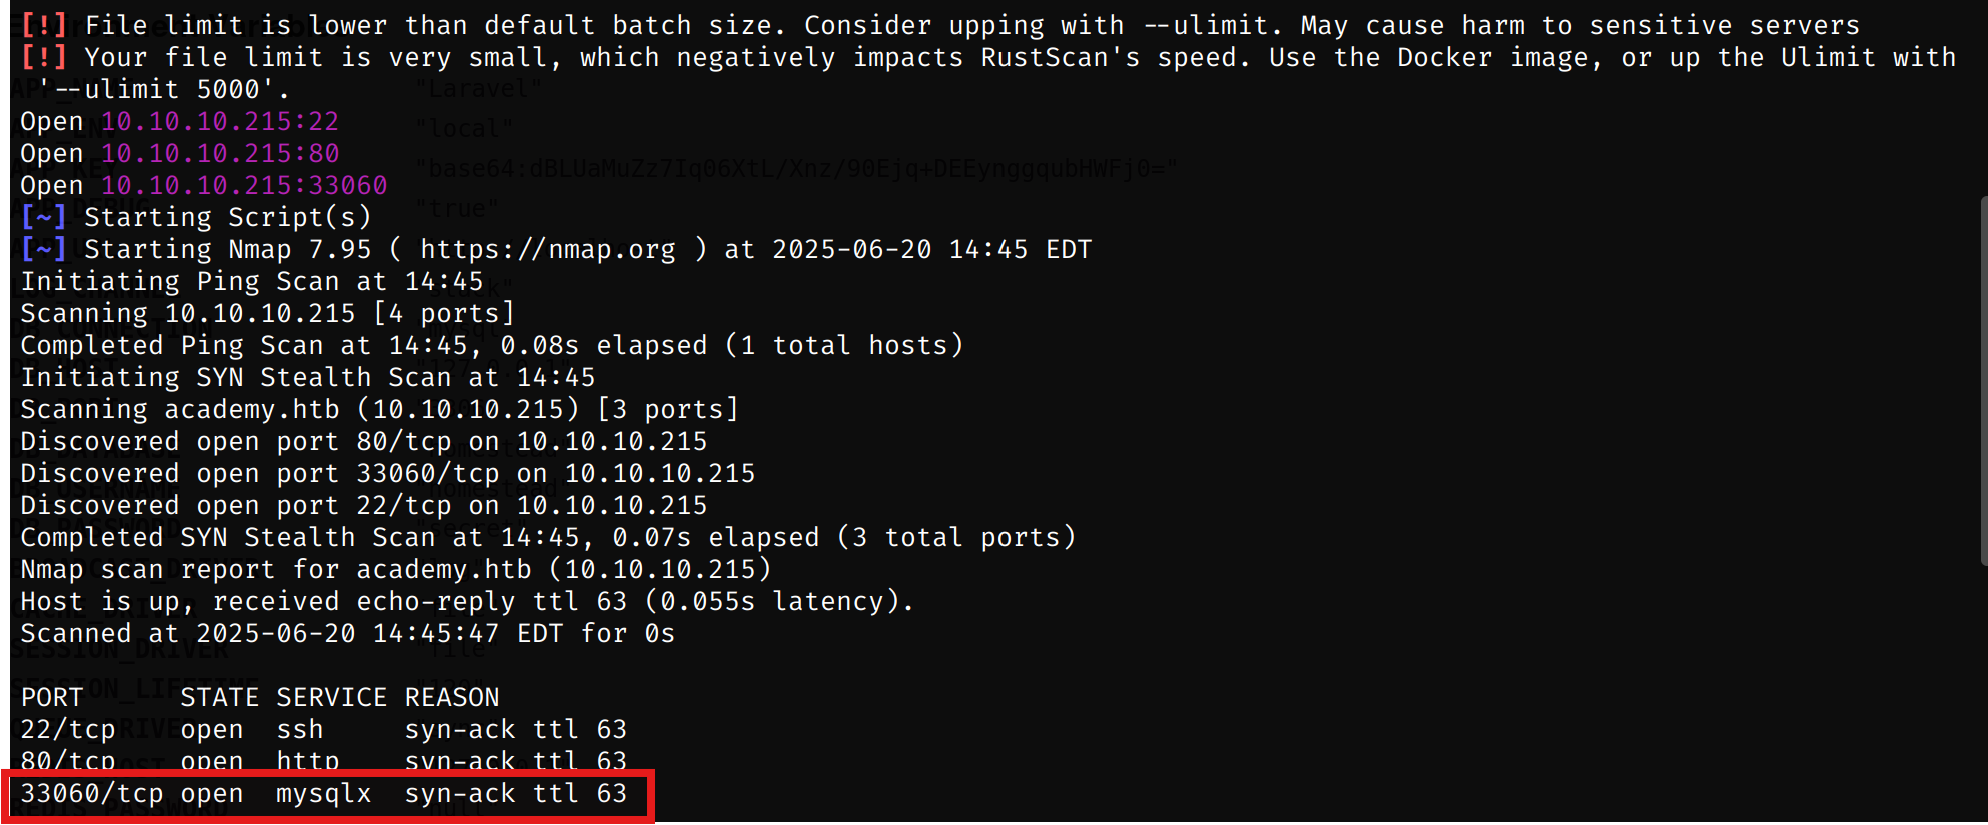 [!] File limit is lower than default batch size. Consider upping with --ulimit. May cause harm to sensitive servers
[!] Your file limit is very small, which negatively impacts RustScan's speed. Use the Docker image, or up the Ulimit with
'--ulimit 5000'.
"Laravel"
Open 10.10.10.215:22
"local"
Open 10.10.10.215:80
"base64:dBLUaMuZz7Iq06XtL/Xnz/90Ejq+DEEynggqubHWFj0="
Open 10.10.10.215:33060
"true"
[~] Starting Script(s)
[~] Starting Nmap 7.95 ( https://nmap.org ) at 2025-06-20 14:45 EDT
Initiating Ping Scan at 14:45
Scanning 10.10.10.215 [4 ports]
Completed Ping Scan at 14:45, 0.08s elapsed (1 total hosts)
Initiating SYN Stealth Scan at 14:45
Scanning academy.htb (10.10.10.215) [3 ports]
Discovered open port 80/tcp on 10.10.10.215
Discovered open port 33060/tcp on 10.10.10.215
Discovered open port 22/tcp on 10.10.10.215
Completed SYN Stealth Scan at 14:45, 0.07s elapsed (3 total ports)
Nmap scan report for academy.htb (10.10.10.215)
Host is up, received echo-reply ttl 63 (0.055s latency).
Scanned at 2025-06-20 14:45:47 EDT for 0s
SESSION_DRIVER "file"
PORT STATE SERVICE REASON
22/tcp open ssh syn-ack ttl 63
80/tcp open http syn-ack ttl 63
33060/tcp open mysqlx syn-ack ttl 63